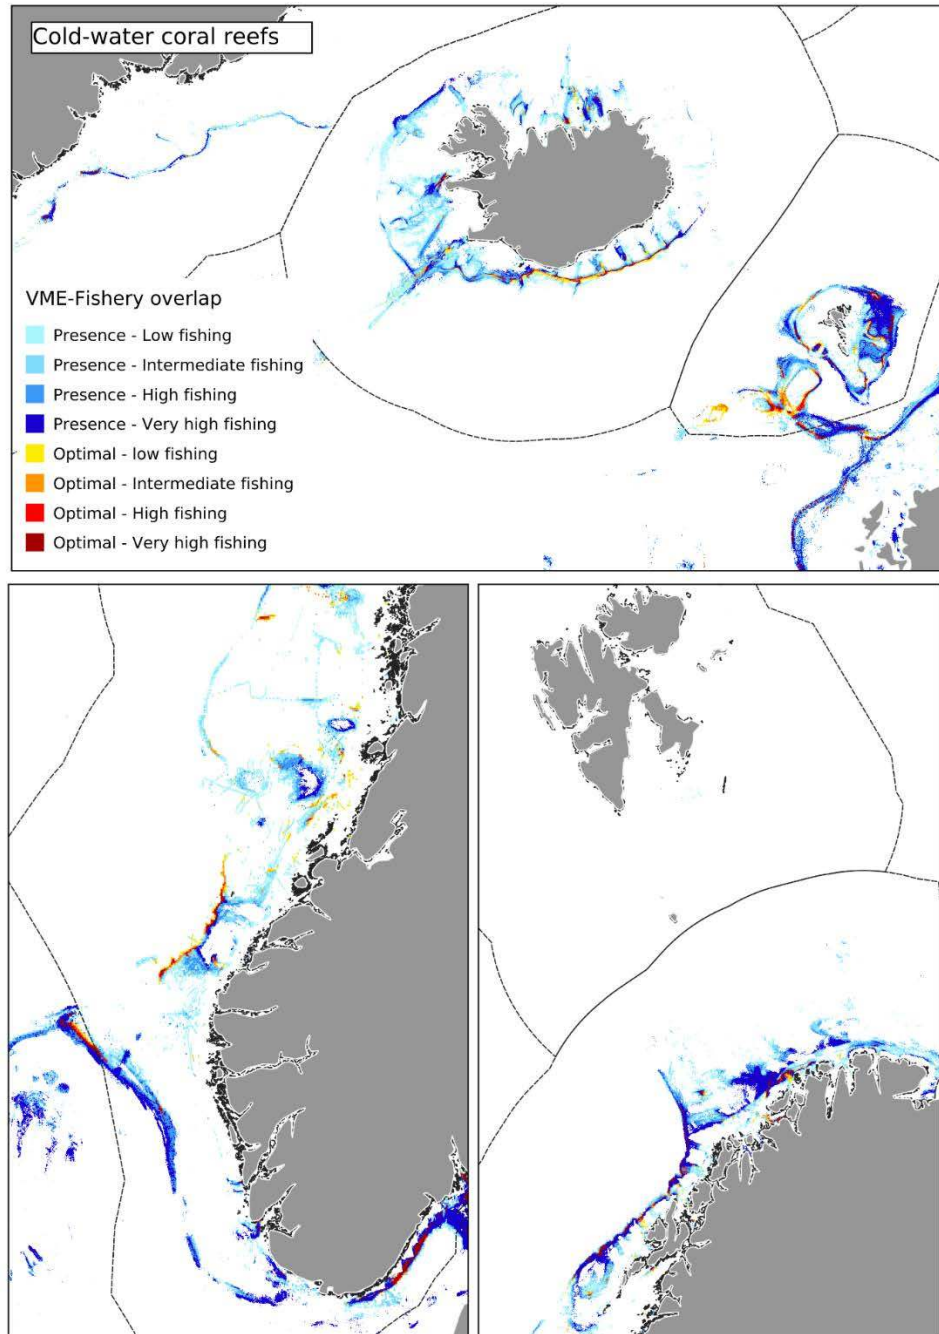 Cold-water coral reefs
VME-Fishery overlap
Presence - Low fishing
Presence - Intermediate fishing
Presence - High fishing
Presence - Very high fishing
Optimal - low fishing
Optimal - Intermediate fishing
Optimal - High fishing
Optimal - Very high fishing